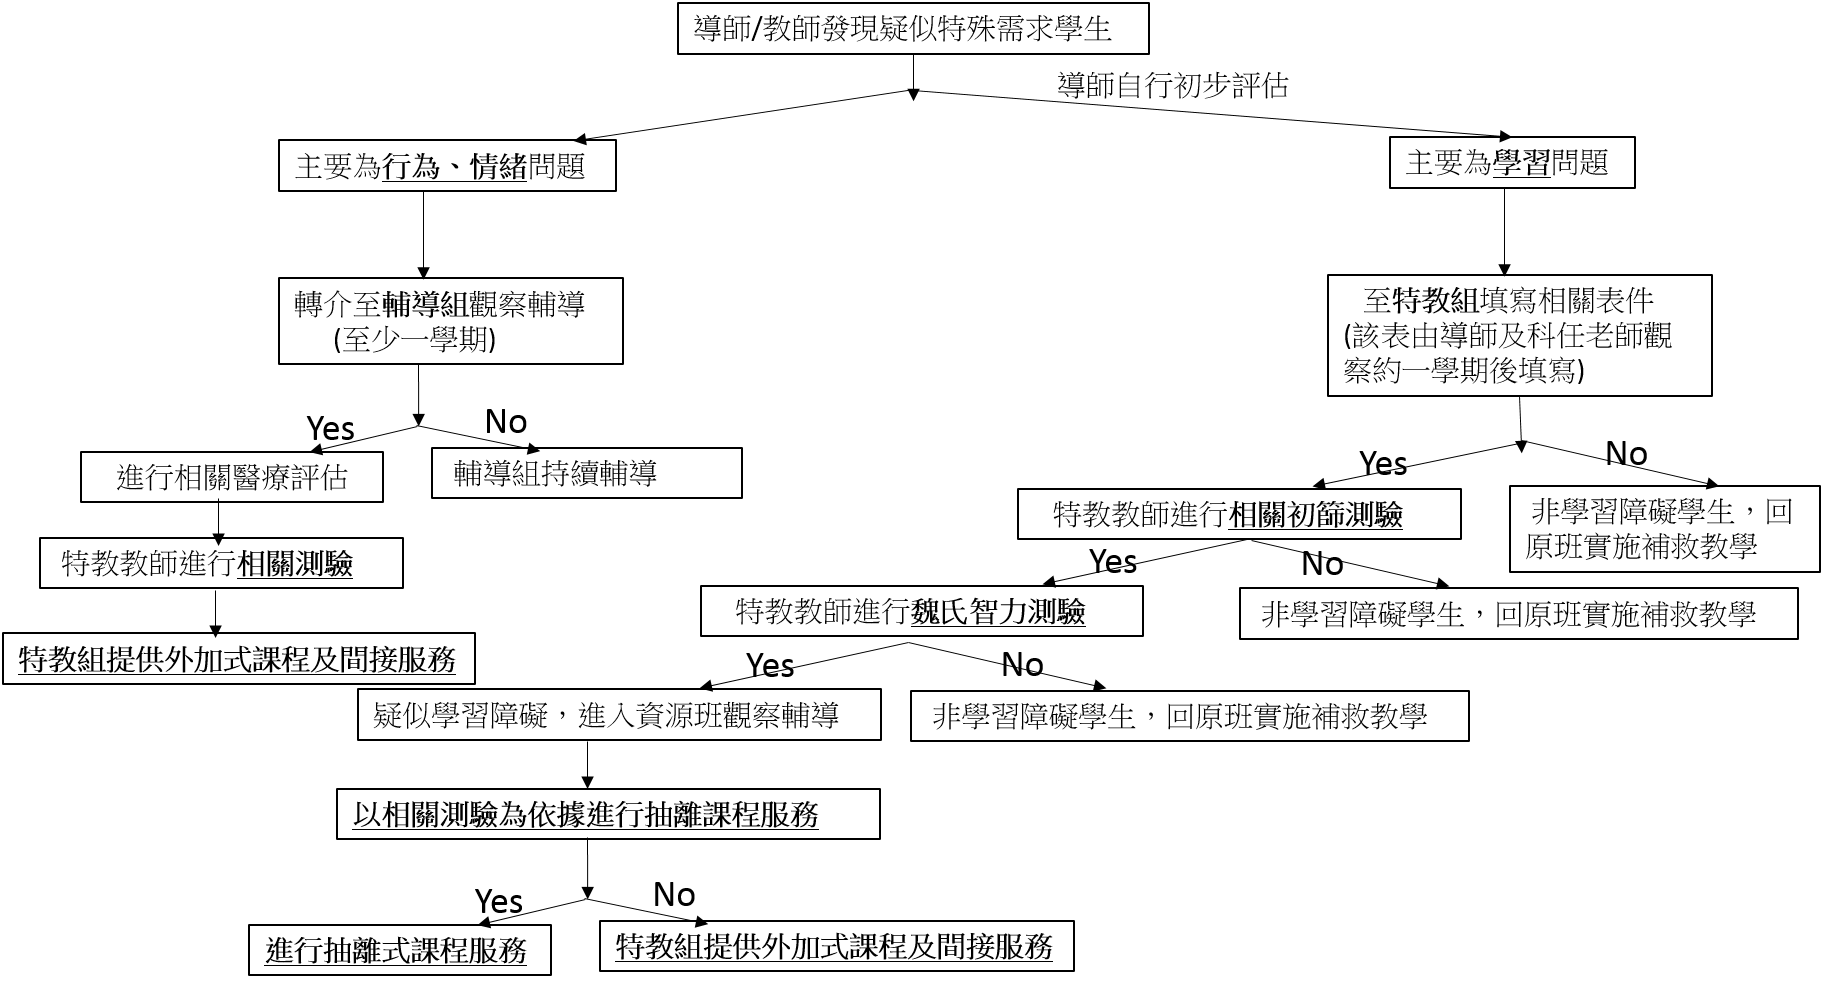 導師/教師發現疑似特殊需求學生
導師自行初步評估
主要為行為、情緒問題
主要為學習問題
轉介至輔導組觀察輔導
(至少一學期)
至特教組填寫相關表件
(該表由導師及科任老師觀
察約一學期後填寫)
Yes
No
進行相關醫療評估
輔導組持續輔導
Yes
No
特教教師進行相關初篩測驗
非學習障礙學生，回
原班實施補救教學
特教教師進行相關測驗
Yes
No
特教教師進行魏氏智力測驗
非學習障礙學生，回原班實施補救教學
特教組提供外加式課程及間接服務
Yes
No
疑似學習障礙，進入資源班觀察輔導
非學習障礙學生，回原班實施補救教學
以相關測驗為依據進行抽離課程服務
Yes
No
進行抽離式課程服務
特教組提供外加式課程及間接服務